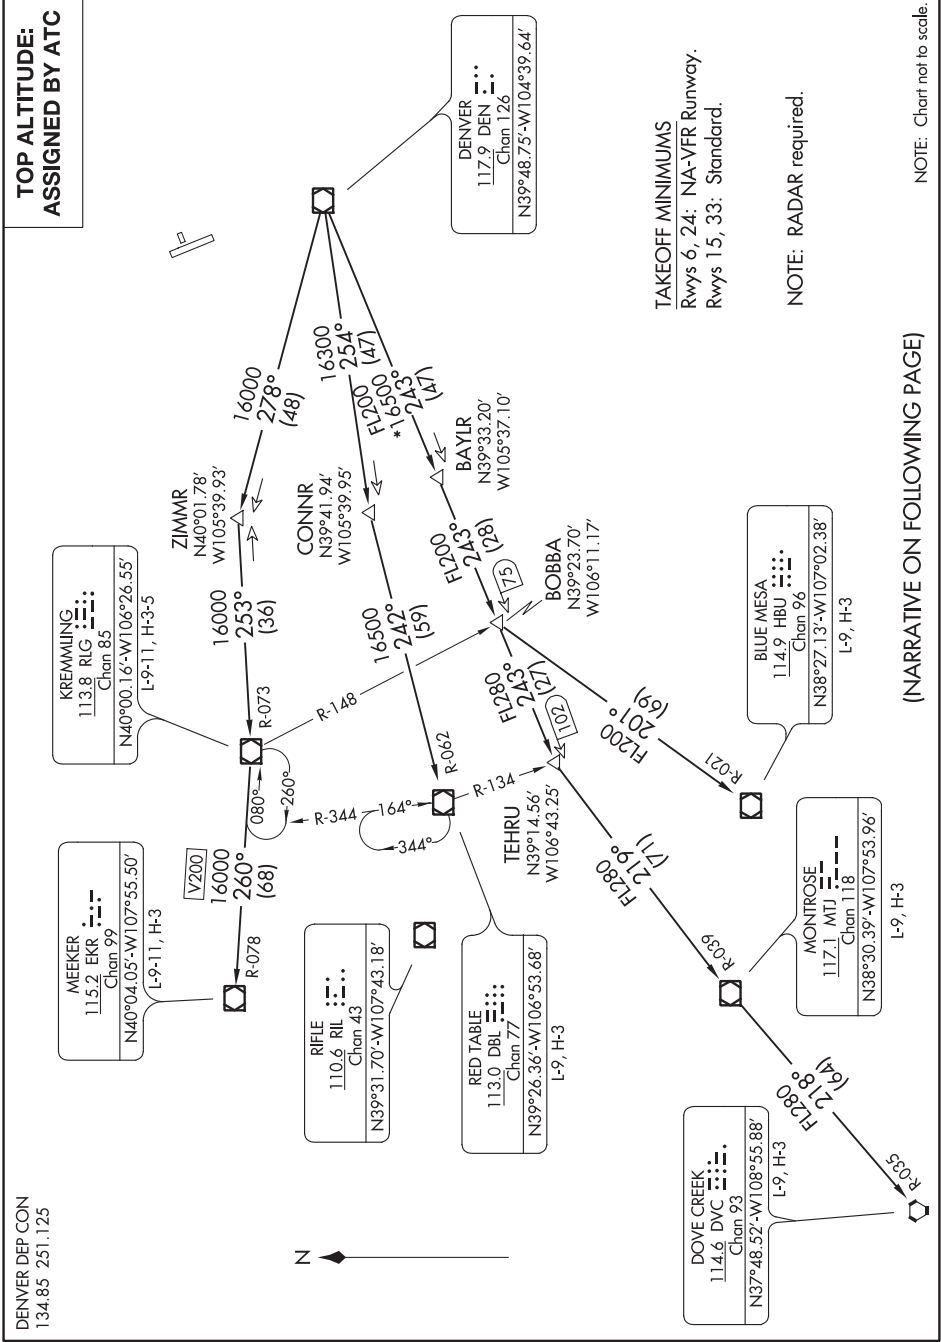 DENVER DEP CON
134.85 251.125
TOP ALTITUDE:
ASSIGNED BY ATC
MEEKER
115.2 EKR
Chan 99
N40°04.05'-W107°55.50'
L-9-11, H-3
KREMMLING
113.8 RLG
Chan 85
N40°00.16'-W106°26.55'
L-9-11, H-3-5
ZIMMR
N40°01.78'
W105°39.93'
16000
278°
(48)
16000
253°
(36)
R-073
V200
16000
260°
(68)
R-078
080°
260°
R-344
164°
344°
R-148
R-062
R-134
CONNR
N39°41.94'
W105°39.95'
16300
254°
(47)
16500
242°
(59)
FL200
*16500
243°
(47)
BAYLR
N39°33.20'
W105°37.10'
FL200
243°
(28)
75
BOBBA
N39°23.70'
W106°11.17'
FL280
243°
(27)
102
TEHRU
N39°14.56'
W106°43.25'
FL200
201°
(69)
R-021
FL280
219°
(71)
R-039
FL280
218°
(64)
R-035
DENVER
117.9 DEN
Chan 126
N39°48.75'-W104°39.64'
RIFLE
110.6 RIL
Chan 43
N39°31.70'-W107°43.18'
RED TABLE
113.0 DBL
Chan 77
N39°26.36'-W106°53.68'
L-9, H-3
BLUE MESA
114.9 HBU
Chan 96
N38°27.13'-W107°02.38'
L-9, H-3
MONTROSE
117.1 MTJ
Chan 118
N38°30.39'-W107°53.96'
L-9, H-3
DOVE CREEK
114.6 DVC
Chan 93
N37°48.52'-W108°55.88'
L-9, H-3
N
TAKEOFF MINIMUMS
Rwys 6, 24: NA-VFR Runway.
Rwys 15, 33: Standard.
NOTE: RADAR required.
(NARRATIVE ON FOLLOWING PAGE)
NOTE: Chart not to scale.